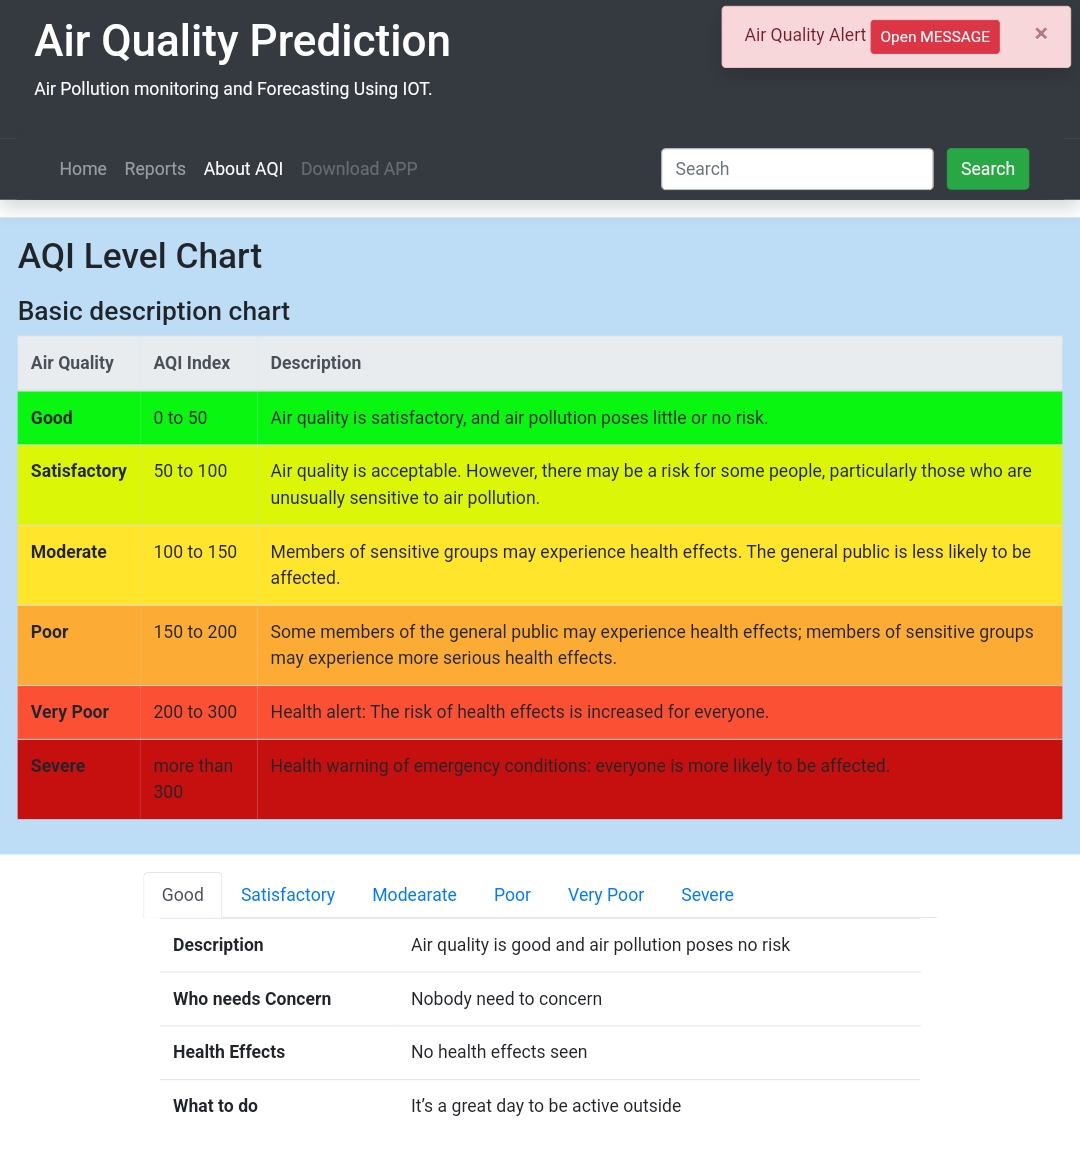 Air Quality Prediction
Air Pollution monitoring and Forecasting Using IOT.
Air Quality Alert Open MESSAGE ×
Home Reports About AQI Download APP Search Search
AQI Level Chart
Basic description chart
Air Quality AQI Index Description
Good 0 to 50 Air quality is satisfactory, and air pollution poses little or no risk.
Satisfactory 50 to 100 Air quality is acceptable. However, there may be a risk for some people, particularly those who are
unusually sensitive to air pollution.
Moderate 100 to 150 Members of sensitive groups may experience health effects. The general public is less likely to be
affected.
Poor 150 to 200 Some members of the general public may experience health effects; members of sensitive groups
may experience more serious health effects.
Very Poor 200 to 300 Health alert: The risk of health effects is increased for everyone.
Severe more than Health warning of emergency conditions: everyone is more likely to be affected.
300
Good Satisfactory Modearate Poor Very Poor Severe
Description Air quality is good and air pollution poses no risk
Who needs Concern Nobody need to concern
Health Effects No health effects seen
What to do It’s a great day to be active outside